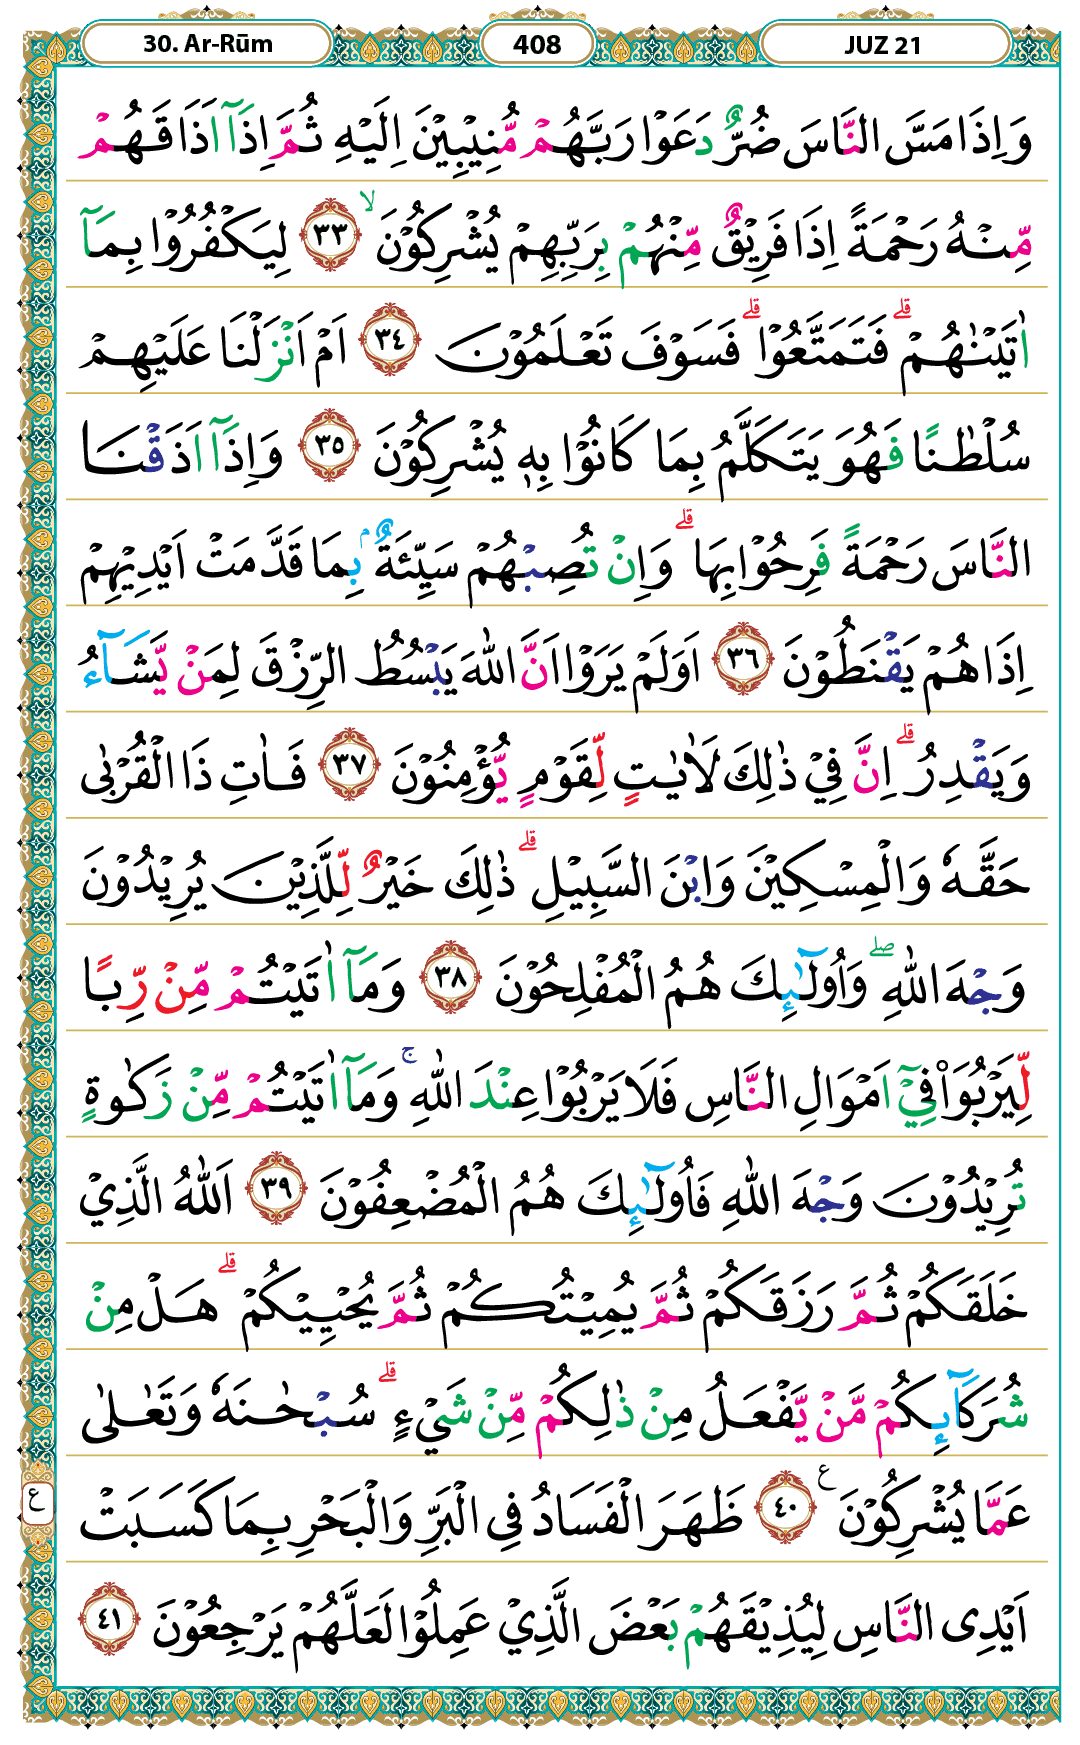 30. Ar-Rūm
408
JUZ 21
وَاِذَا مَسَّ النَّاسَ ضُرٌّ دَعَوْا رَبَّهُمْ مُّنِيْبِيْنَ اِلَيْهِ ثُمَّ اِذَآ اَذَاقَهُمْ
مِّنْهُ رَحْمَةً اِذَا فَرِيْقٌ مِّنْهُمْ بِرَبِّهِمْ يُشْرِكُوْنَۙ ٣٣ لِيَكْفُرُوْا بِمَآ
اٰتَيْنٰهُمْۗ فَتَمَتَّعُوْاۗ فَسَوْفَ تَعْلَمُوْنَ ٣٤ اَمْ اَنْزَلْنَا عَلَيْهِمْ
سُلْطٰنًا فَهُوَ يَتَكَلَّمُ بِمَا كَانُوْا بِهٖ يُشْرِكُوْنَ ٣٥ وَاِذَآ اَذَقْنَا
النَّاسَ رَحْمَةً فَرِحُوْا بِهَاۗ وَاِنْ تُصِبْهُمْ سَيِّئَةٌ ۢبِمَا قَدَّمَتْ اَيْدِيْهِمْ
اِذَا هُمْ يَقْنَطُوْنَ ٣٦ اَوَلَمْ يَرَوْا اَنَّ اللّٰهَ يَبْسُطُ الرِّزْقَ لِمَنْ يَّشَاۤءُ
وَيَقْدِرُۗ اِنَّ فِيْ ذٰلِكَ لَاٰيٰتٍ لِّقَوْمٍ يُّؤْمِنُوْنَ ٣٧ فَاٰتِ ذَا الْقُرْبٰى
حَقَّهٗ وَالْمِسْكِيْنَ وَابْنَ السَّبِيْلِۗ ذٰلِكَ خَيْرٌ لِّلَّذِيْنَ يُرِيْدُوْنَ
وَجْهَ اللّٰهِۖ وَاُولٰۤىِٕكَ هُمُ الْمُفْلِحُوْنَ ٣٨ وَمَآ اٰتَيْتُمْ مِّنْ رِّبًا
لِّيَرْبُوَا۠ فِيْٓ اَمْوَالِ النَّاسِ فَلَا يَرْبُوْا عِنْدَ اللّٰهِۚ وَمَآ اٰتَيْتُمْ مِّنْ زَكٰوةٍ
تُرِيْدُوْنَ وَجْهَ اللّٰهِ فَاُولٰۤىِٕكَ هُمُ الْمُضْعِفُوْنَ ٣٩ اَللّٰهُ الَّذِيْ
خَلَقَكُمْ ثُمَّ رَزَقَكُمْ ثُمَّ يُمِيْتُكُمْ ثُمَّ يُحْيِيْكُمْۗ هَلْ مِنْ
شُرَكَاۤىِٕكُمْ مَّنْ يَّفْعَلُ مِنْ ذٰلِكُمْ مِّنْ شَيْءٍۗ سُبْحٰنَهٗ وَتَعٰلٰى
عَمَّا يُشْرِكُوْنَ ع ٤٠ ظَهَرَ الْفَسَادُ فِى الْبَرِّ وَالْبَحْرِ بِمَا كَسَبَتْ
ع
اَيْدِى النَّاسِ لِيُذِيْقَهُمْ بَعْضَ الَّذِيْ عَمِلُوْا لَعَلَّهُمْ يَرْجِعُوْنَ ٤١